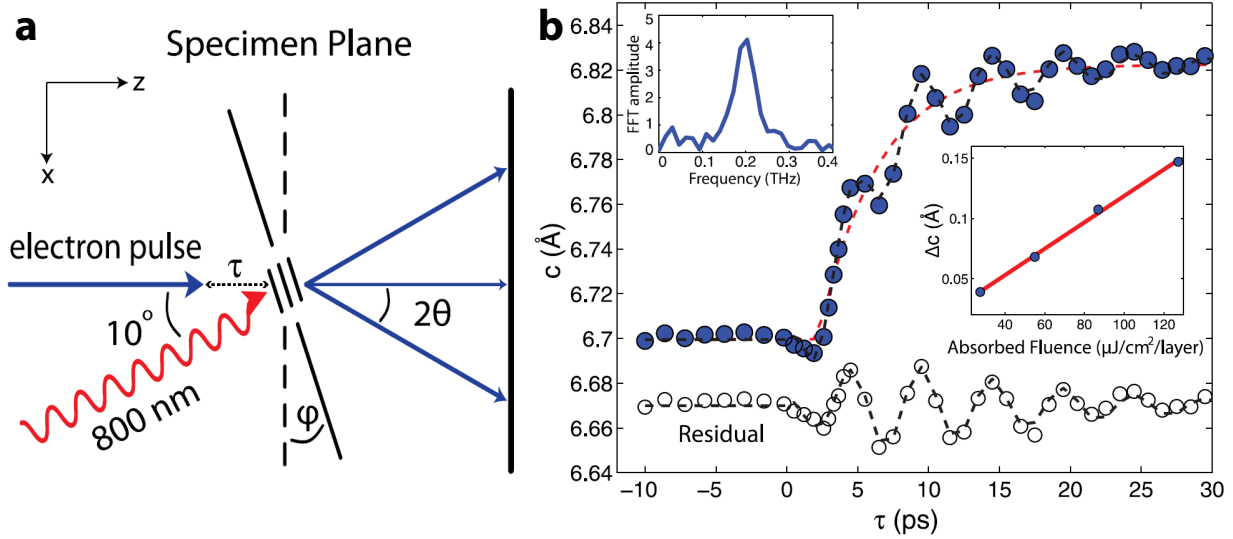 a
Specimen Plane
z
x
electron pulse
τ
10°
800 nm
φ
2θ
b
6.84
6.82
6.80
6.78
6.76
6.74
6.72
6.7
6.68
6.66
6.64
c (Å)
−10
−5
0
5
10
15
20
25
30
τ (ps)
Residual
5
4
3
2
1
0
FFT amplitude
0
0.1
0.2
0.3
0.4
Frequency (THz)
0.15
0.1
0.05
Δc (Å)
40
60
80
100
120
Absorbed Fluence (μJ/cm²/layer)